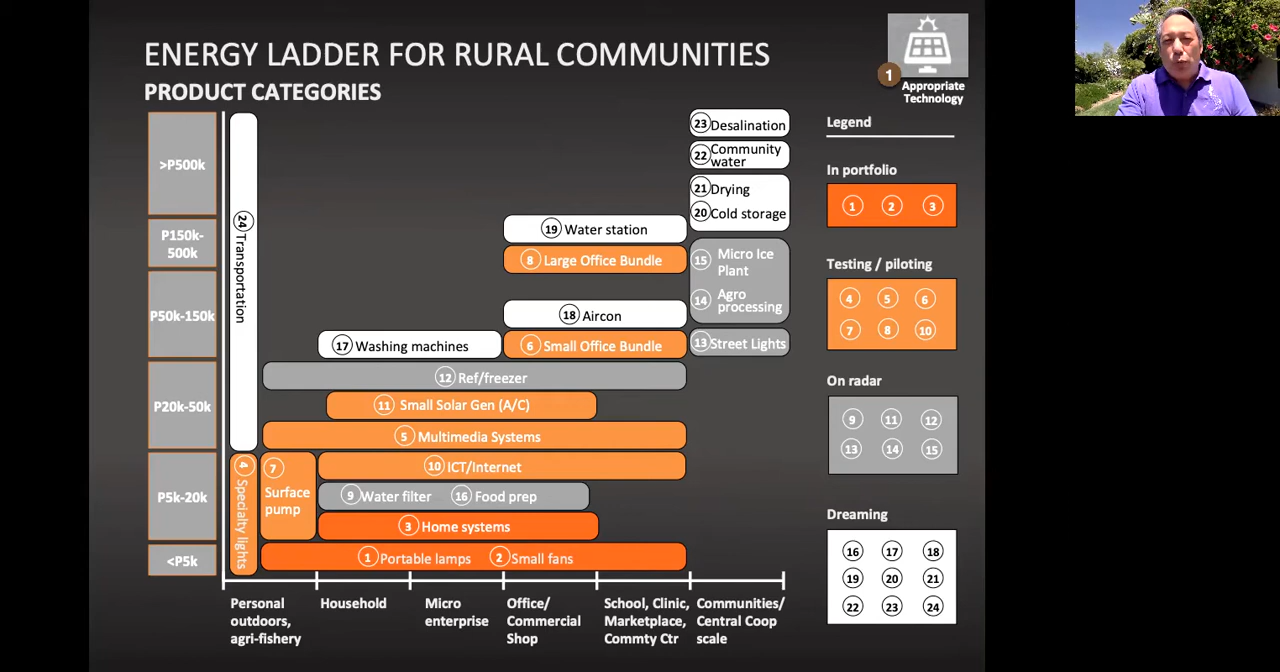 ENERGY LADDER FOR RURAL COMMUNITIES
PRODUCT CATEGORIES
1
Appropriate
Technology
>P500k
P150k-
500k
P50k-150k
P20k-50k
P5k-20k
<P5k
24 Transportation
4 Specialty lights
7
Surface
pump
23 Desalination
22 Community
water
21 Drying
20 Cold storage
19 Water station
8 Large Office Bundle
15 Micro Ice
Plant
14 Agro
processing
18 Aircon
17 Washing machines
6 Small Office Bundle
13 Street Lights
12 Ref/freezer
11 Small Solar Gen (A/C)
5 Multimedia Systems
10 ICT/Internet
9 Water filter 16 Food prep
3 Home systems
1 Portable lamps 2 Small fans
Personal
outdoors,
agri-fishery
Household
Micro
enterprise
Office/
Commercial
Shop
School, Clinic,
Marketplace,
Commty Ctr
Communities/
Central Coop
scale
Legend
In portfolio
1 2 3
Testing / piloting
4 5 6
7 8 10
On radar
9 11 12
13 14 15
Dreaming
16 17 18
19 20 21
22 23 24